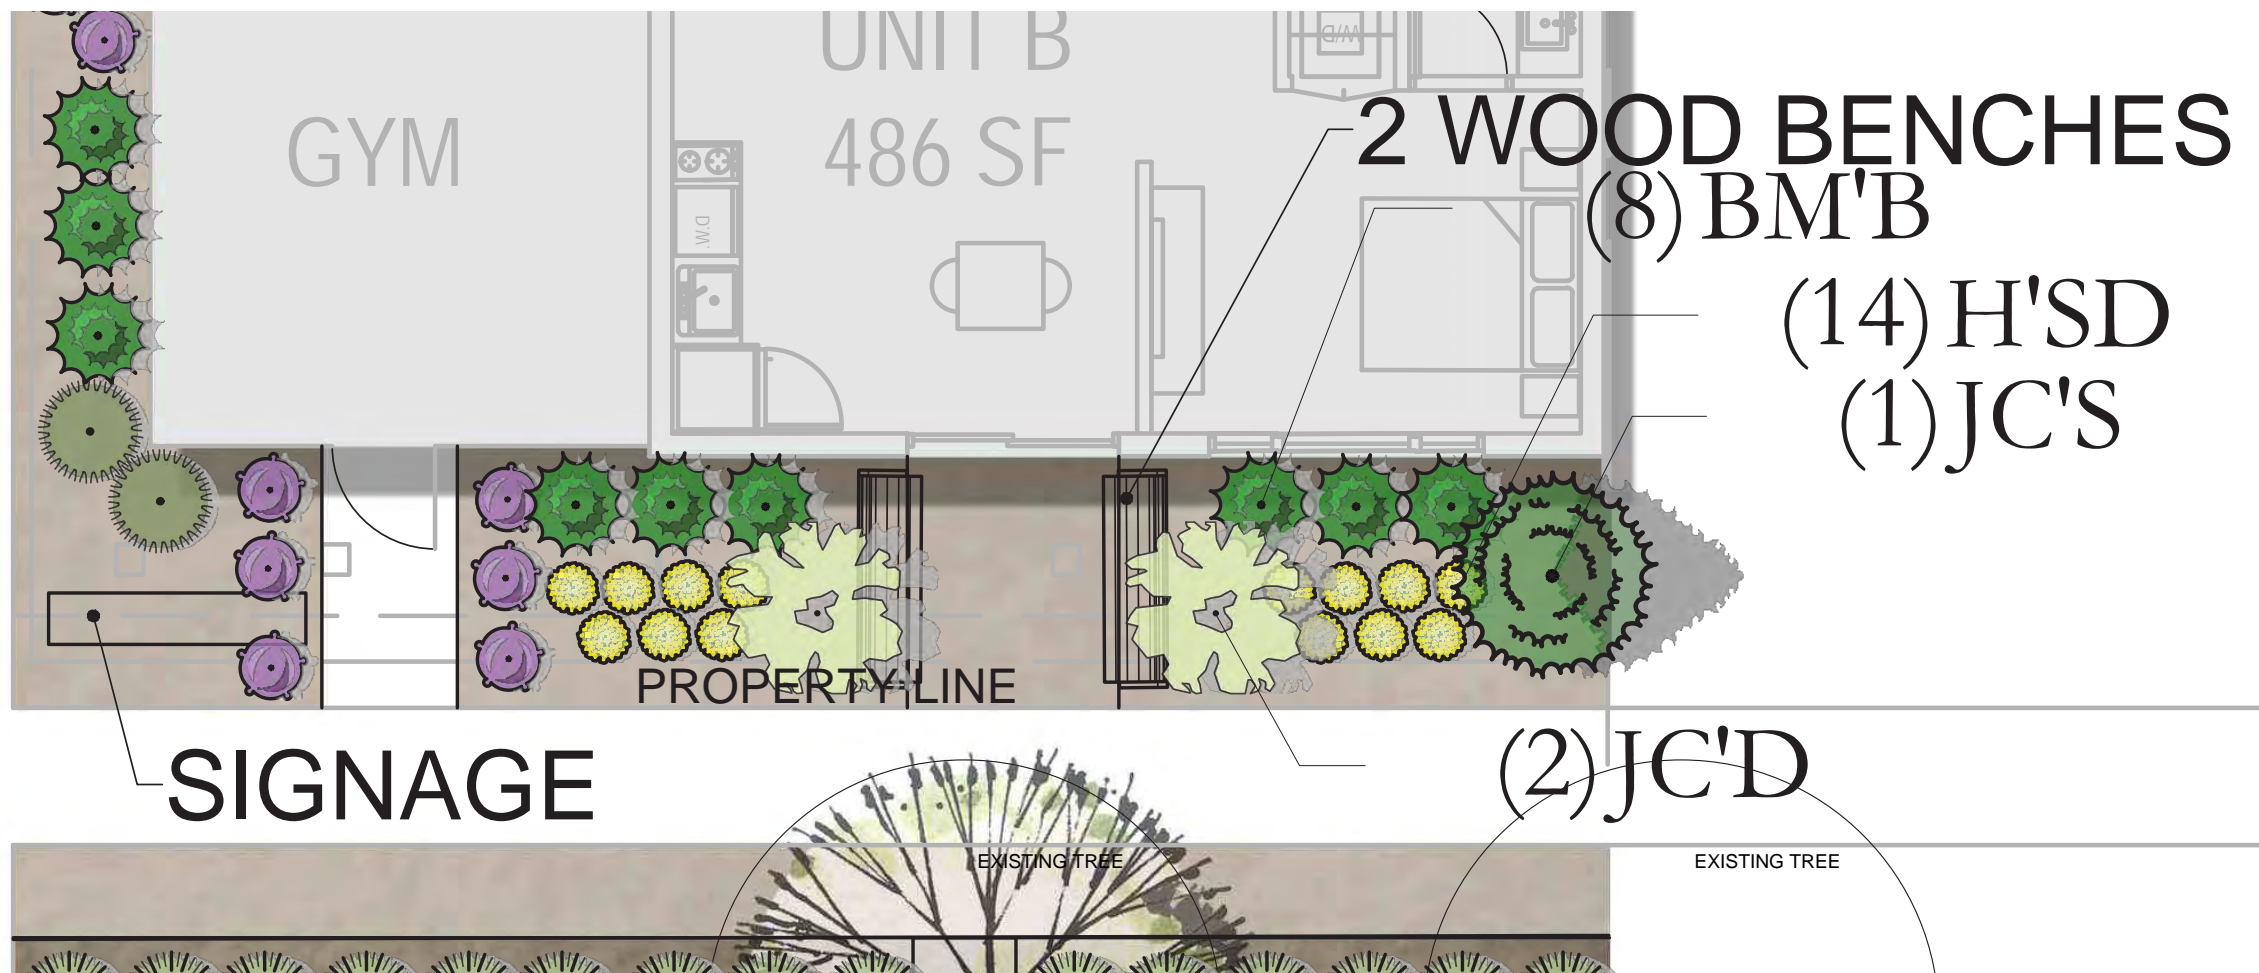 UNIT B
486 SF
GYM
W/D
D.W.
2 WOOD BENCHES
(8) BM'B
(14) H'SD
(1) JC'S
PROPERTY LINE
SIGNAGE
(2) JC'D
EXISTING TREE
EXISTING TREE